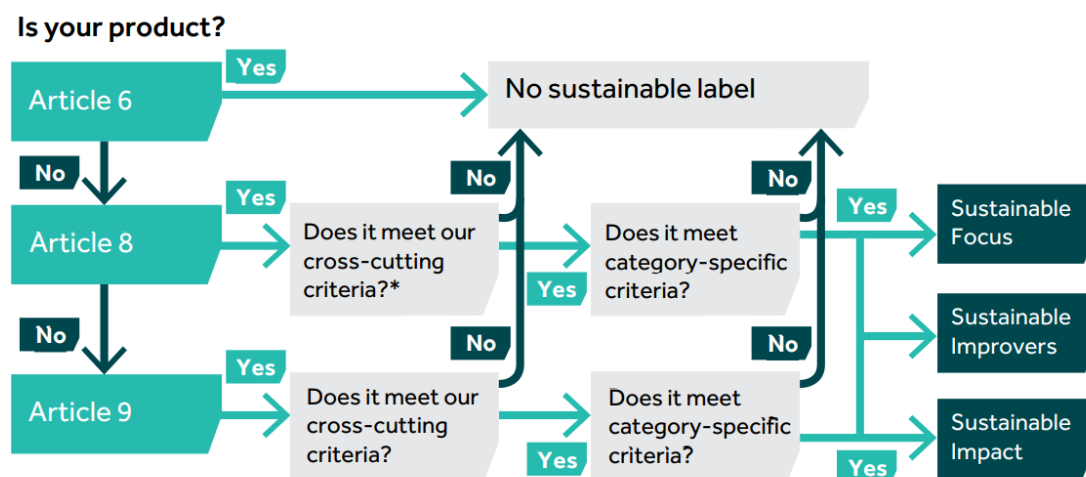 Is your product?
Yes
Article 6
No sustainable label
No
No
No
Yes
Yes
Article 8
Does it meet our
cross-cutting
criteria?*
Yes
Does it meet
category-specific
criteria?
Sustainable
Focus
No
No
No
Sustainable
Improvers
Yes
Article 9
Does it meet our
cross-cutting
criteria?
Yes
Does it meet
category-specific
criteria?
Yes
Sustainable
Impact